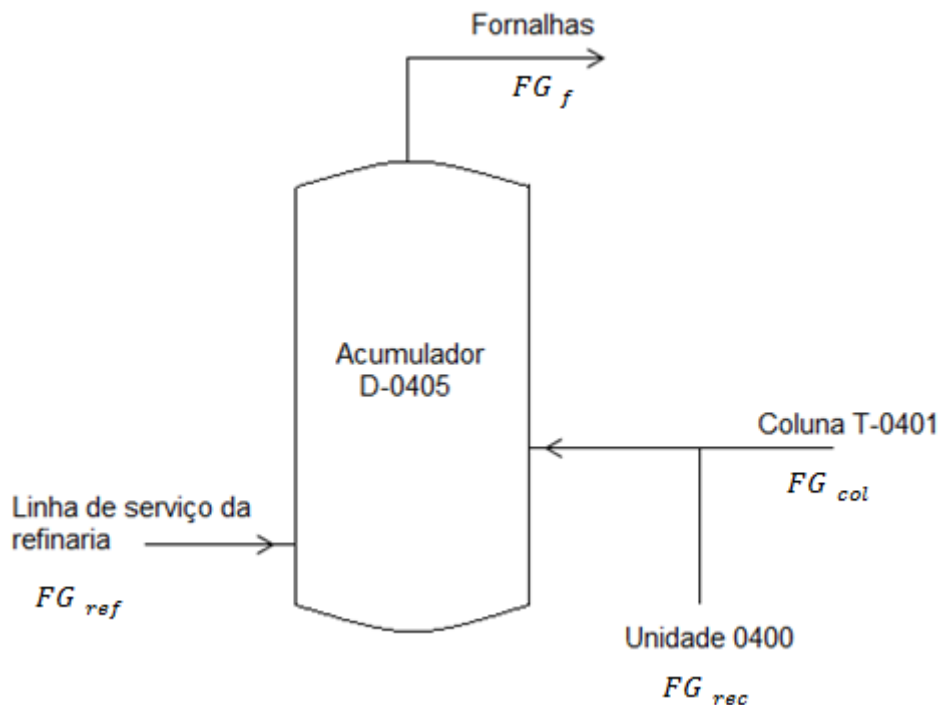 Fornalhas
FG f
Acumulador
D-0405
Coluna T-0401
FG col
Linha de serviço da
refinaria
FG ref
Unidade 0400
FG rec